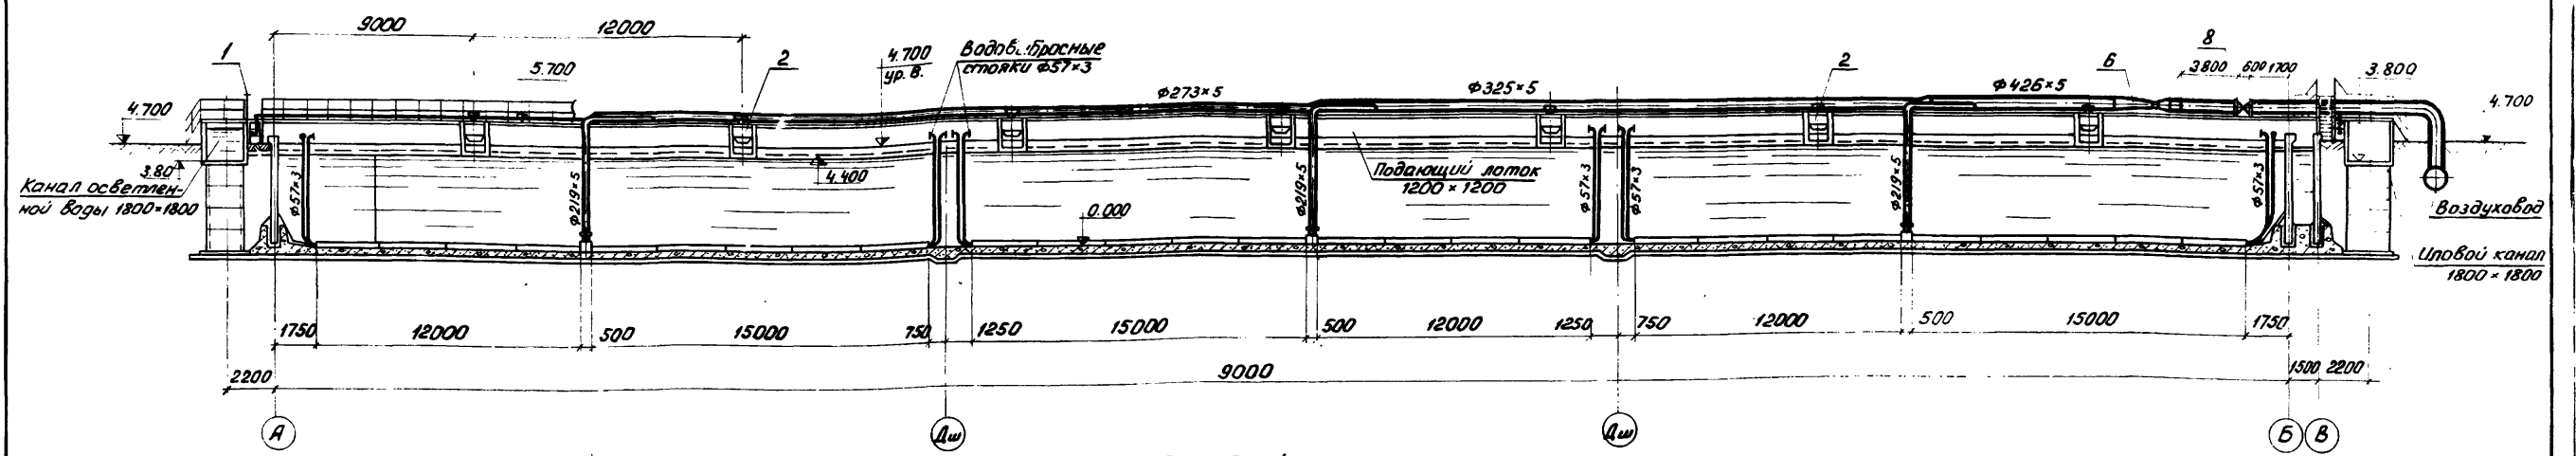 9000
12000
1
5.700
2
4.700
ур. в.
Водовыбросные
стояки ф57×3
ф273×5
ф325×5
2
ф426×5
6
8
3.800
600
1700
3.800
4.700
4.700
3.80
Канал осветлен-
ной воды 1800×1800
ф57×3
ф219×5
4.400
0.000
ф219×5
Подающий лоток
1200×1200
ф57×3
ф57×3
ф219×5
ф57×3
Воздуховод
Иловой канал
1800×1800
1750
12000
500
15000
750
1250
15000
500
12000
1250
750
12000
500
15000
1750
2200
9000
1500
2200
А
Дш
Дш
Б
В